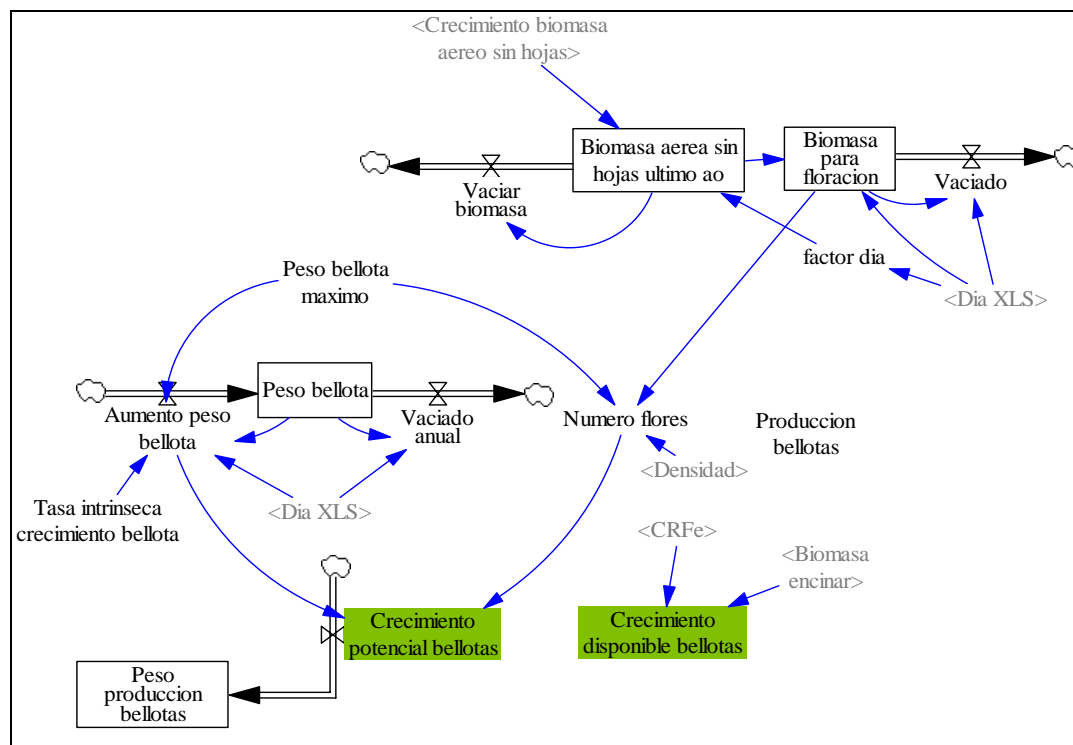 <Crecimiento biomasa
aereo sin hojas>
Biomasa aerea sin
hojas ultimo ao
Biomasa
para
floracion
Vaciar
biomasa
Vaciado
factor dia
<Dia XLS>
Peso bellota
maximo
Peso bellota
Aumento peso
bellota
Vaciado
anual
Numero flores
Produccion
bellotas
<Densidad>
Tasa intrinseca
crecimiento bellota
<Dia XLS>
<CRFe>
<Biomasa
encinar>
Crecimiento
potencial bellotas
Crecimiento
disponible bellotas
Peso
produccion
bellotas